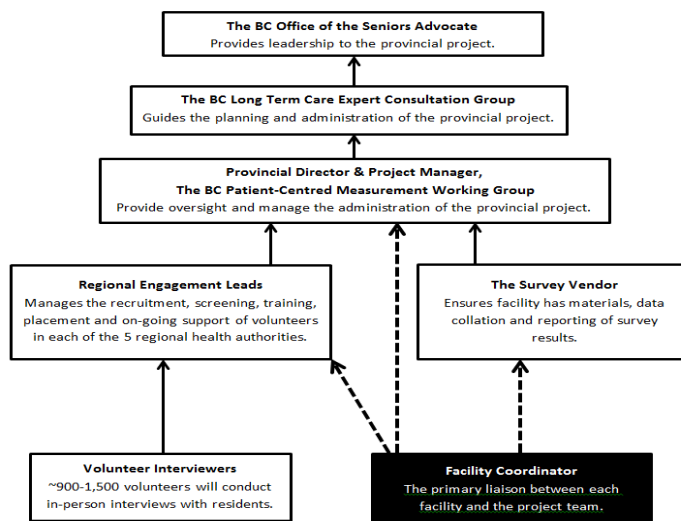 The BC Office of the Seniors Advocate
Provides leadership to the provincial project.
The BC Long Term Care Expert Consultation Group
Guides the planning and administration of the provincial project.
Provincial Director & Project Manager,
The BC Patient-Centred Measurement Working Group
Provide oversight and manage the administration of the provincial project.
Regional Engagement Leads
Manages the recruitment, screening, training,
placement and on-going support of volunteers
in each of the 5 regional health authorities.
The Survey Vendor
Ensures facility has materials, data
collation and reporting of survey
results.
Volunteer Interviewers
~900-1,500 volunteers will conduct
in-person interviews with residents.
Facility Coordinator
The primary liaison between each
facility and the project team.